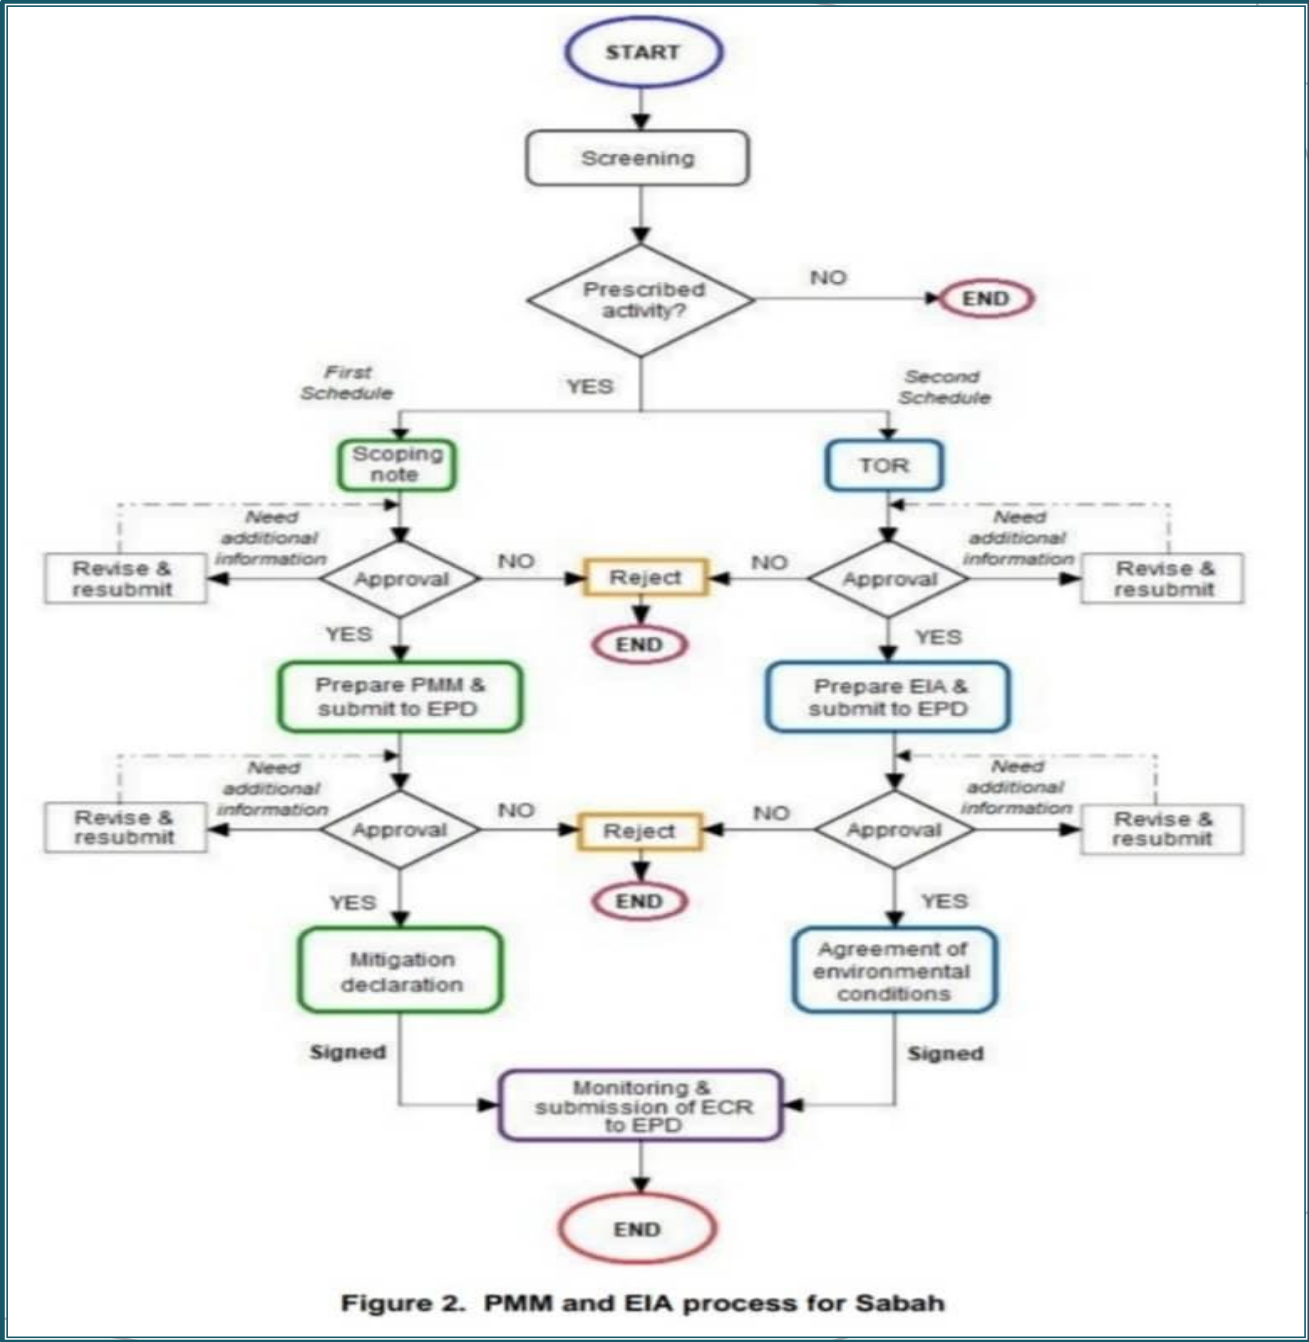 START
Screening
Prescribed
activity?
NO
END
YES
First
Schedule
Second
Schedule
Scoping
note
TOR
Need
additional
information
Revise &
resubmit
Approval
NO
Reject
NO
Approval
Need
additional
information
Revise &
resubmit
END
YES
YES
Prepare PMM &
submit to EPD
Prepare EIA &
submit to EPD
Need
additional
information
Revise &
resubmit
Approval
NO
Reject
NO
Approval
Need
additional
information
Revise &
resubmit
END
YES
YES
Mitigation
declaration
Agreement of
environmental
conditions
Signed
Signed
Monitoring &
submission of ECR
to EPD
END
Figure 2. PMM and EIA process for Sabah